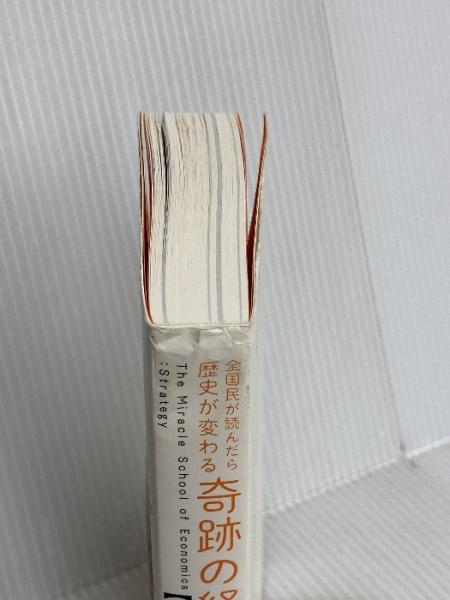 全国民が読んだら
歴史が変わる
奇跡の経
The Miracle School of Economics
:Strategy
【